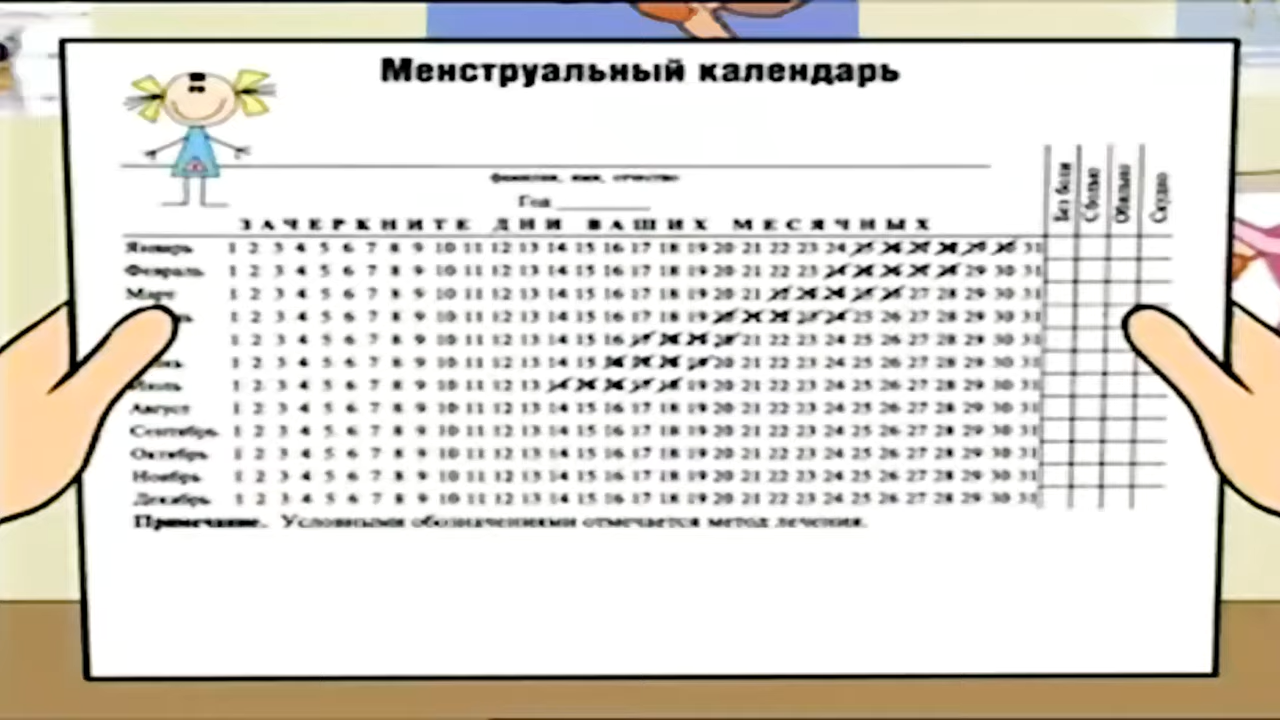 Менструальный календарь
фамилия, имя, отчество
Год
Без боли
С болью
Обильно
Скудно
ЗАЧЕРКНИТЕ ДНИ ВАШИХ МЕСЯЧНЫХ
Январь 1 2 3 4 5 6 7 8 9 10 11 12 13 14 15 16 17 18 19 20 21 22 23 24 25 26 27 28 29 30 31
Февраль 1 2 3 4 5 6 7 8 9 10 11 12 13 14 15 16 17 18 19 20 21 22 23 24 25 26 27 28 29 30 31
Март 1 2 3 4 5 6 7 8 9 10 11 12 13 14 15 16 17 18 19 20 21 22 23 24 25 26 27 28 29 30 31
ь 1 2 3 4 5 6 7 8 9 10 11 12 13 14 15 16 17 18 19 20 21 22 23 24 25 26 27 28 29 30 31
1 2 3 4 5 6 7 8 9 10 11 12 13 14 15 16 17 18 19 20 21 22 23 24 25 26 27 28 29 30 31
нь 1 2 3 4 5 6 7 8 9 10 11 12 13 14 15 16 17 18 19 20 21 22 23 24 25 26 27 28 29 30 31
Июль 1 2 3 4 5 6 7 8 9 10 11 12 13 14 15 16 17 18 19 20 21 22 23 24 25 26 27 28 29 30 31
Август 1 2 3 4 5 6 7 8 9 10 11 12 13 14 15 16 17 18 19 20 21 22 23 24 25 26 27 28 29 30 31
Сентябрь 1 2 3 4 5 6 7 8 9 10 11 12 13 14 15 16 17 18 19 20 21 22 23 24 25 26 27 28 29 30 31
Октябрь 1 2 3 4 5 6 7 8 9 10 11 12 13 14 15 16 17 18 19 20 21 22 23 24 25 26 27 28 29 30 31
Ноябрь 1 2 3 4 5 6 7 8 9 10 11 12 13 14 15 16 17 18 19 20 21 22 23 24 25 26 27 28 29 30 31
Декабрь 1 2 3 4 5 6 7 8 9 10 11 12 13 14 15 16 17 18 19 20 21 22 23 24 25 26 27 28 29 30 31
Примечание. Условными обозначениями отмечается метод лечения.